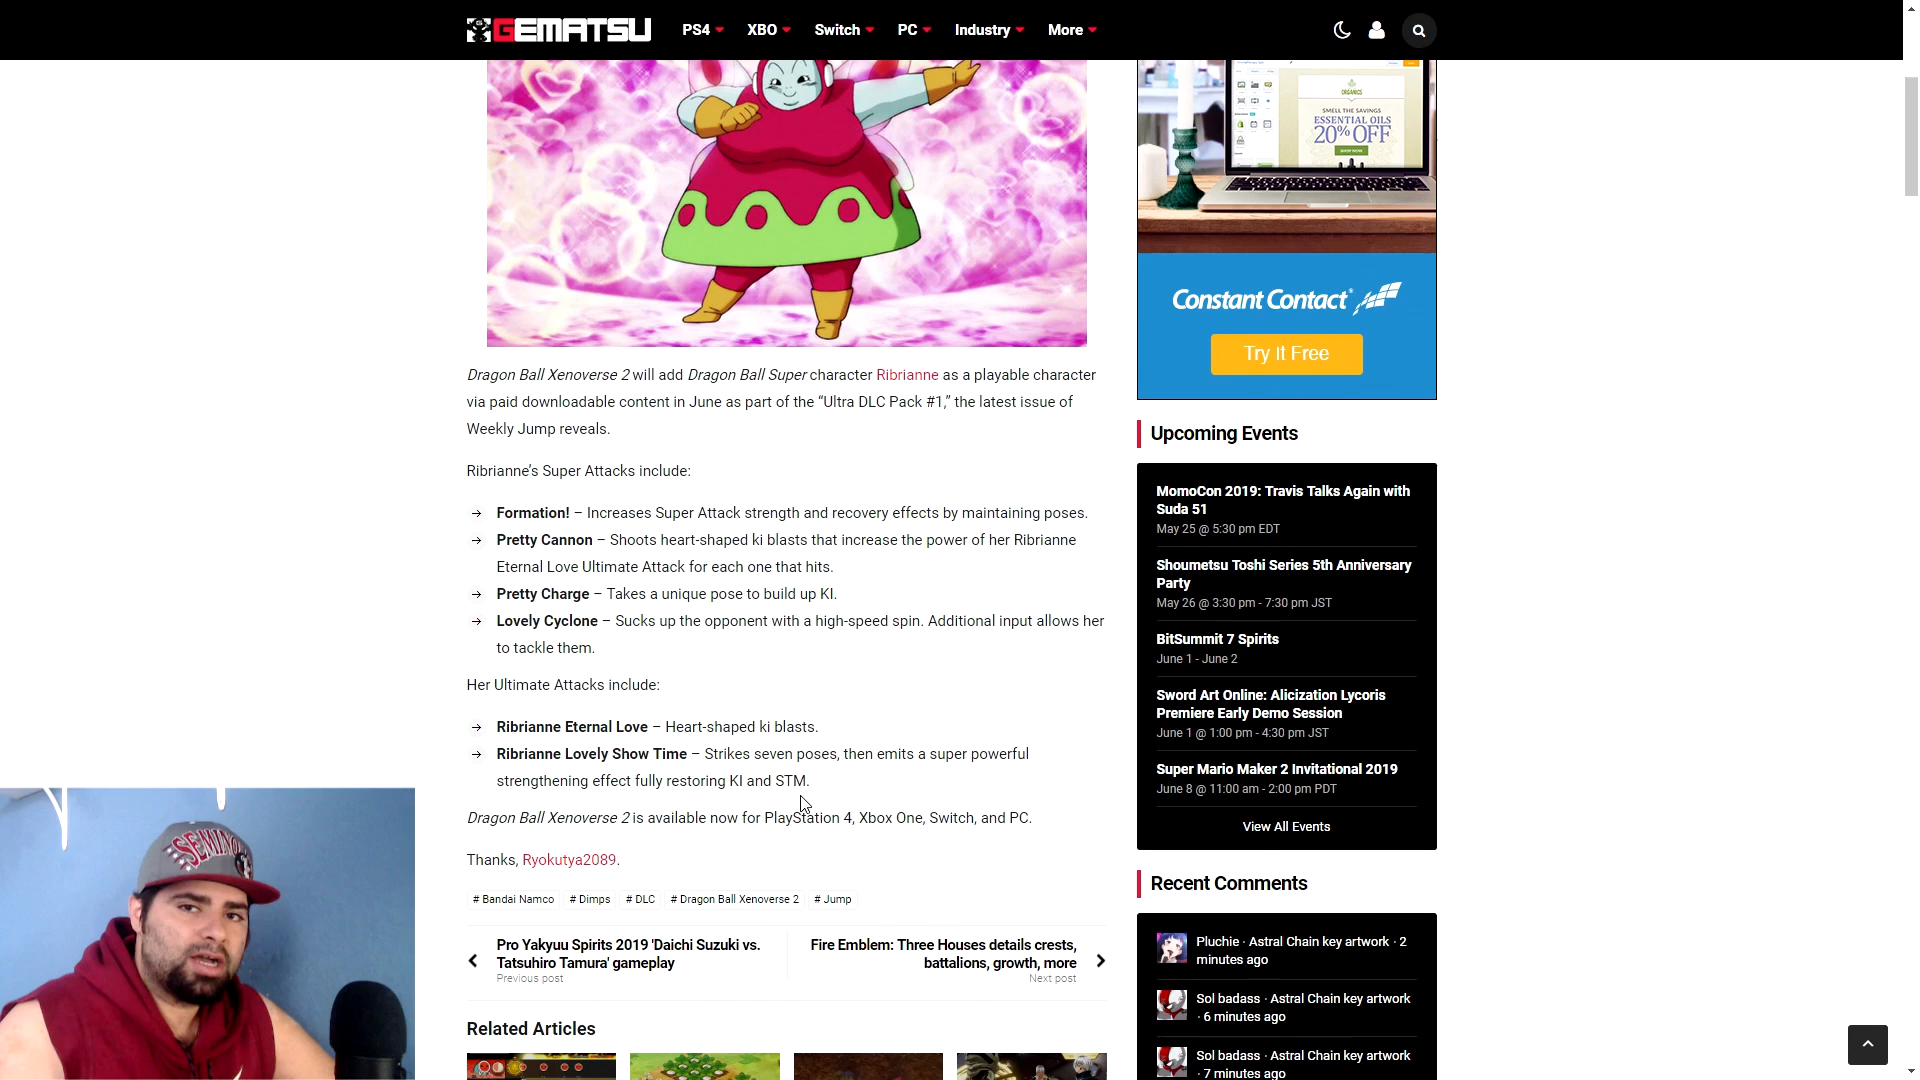 GEMATSU PS4 XBO Switch PC Industry More
ORGANICS
SMELL THE SAVINGS
ESSENTIAL OILS
20% OFF
SHOP NOW
Constant Contact
Try It Free
Dragon Ball Xenoverse 2 will add Dragon Ball Super character Ribrianne as a playable character
via paid downloadable content in June as part of the “Ultra DLC Pack #1,” the latest issue of
Weekly Jump reveals.
Ribrianne’s Super Attacks include:
→ Formation! – Increases Super Attack strength and recovery effects by maintaining poses.
→ Pretty Cannon – Shoots heart-shaped ki blasts that increase the power of her Ribrianne
Eternal Love Ultimate Attack for each one that hits.
→ Pretty Charge – Takes a unique pose to build up KI.
→ Lovely Cyclone – Sucks up the opponent with a high-speed spin. Additional input allows her
to tackle them.
Her Ultimate Attacks include:
→ Ribrianne Eternal Love – Heart-shaped ki blasts.
→ Ribrianne Lovely Show Time – Strikes seven poses, then emits a super powerful
strengthening effect fully restoring KI and STM.
Dragon Ball Xenoverse 2 is available now for PlayStation 4, Xbox One, Switch, and PC.
Thanks, Ryokutya2089.
# Bandai Namco # Dimps # DLC # Dragon Ball Xenoverse 2 # Jump
Pro Yakyuu Spirits 2019 'Daichi Suzuki vs.
Tatsuhiro Tamura' gameplay
Previous post
Fire Emblem: Three Houses details crests,
battalions, growth, more
Next post
Related Articles
Upcoming Events
MomoCon 2019: Travis Talks Again with
Suda 51
May 25 @ 5:30 pm EDT
Shoumetsu Toshi Series 5th Anniversary
Party
May 26 @ 3:30 pm - 7:30 pm JST
BitSummit 7 Spirits
June 1 - June 2
Sword Art Online: Alicization Lycoris
Premiere Early Demo Session
June 1 @ 1:00 pm - 4:30 pm JST
Super Mario Maker 2 Invitational 2019
June 8 @ 11:00 am - 2:00 pm PDT
View All Events
Recent Comments
Pluchie · Astral Chain key artwork · 2
minutes ago
Sol badass · Astral Chain key artwork
· 6 minutes ago
Sol badass · Astral Chain key artwork
· 7 minutes ago